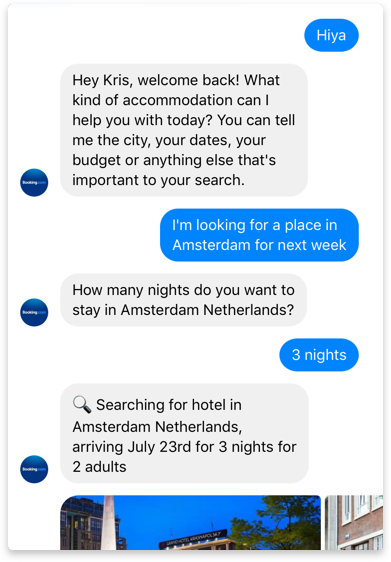 Hiya
Hey Kris, welcome back! What
kind of accommodation can I
help you with today? You can tell
me the city, your dates, your
budget or anything else that's
important to your search.
Booking.com
I'm looking for a place in
Amsterdam for next week
How many nights do you want to
stay in Amsterdam Netherlands?
Booking.com
3 nights
🔍 Searching for hotel in
Amsterdam Netherlands,
arriving July 23rd for 3 nights for
2 adults
Booking.com
GRAND HOTEL KRASNAPOLSKY